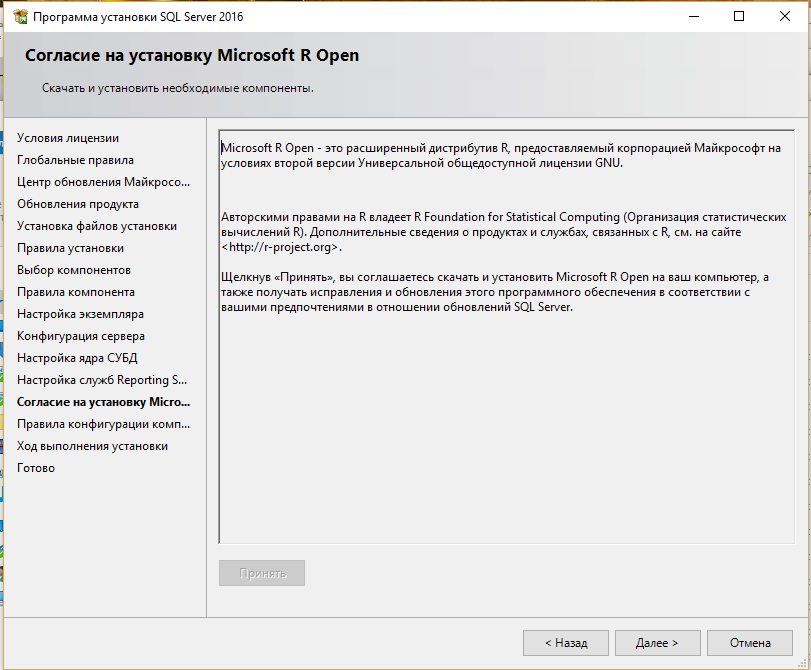 Программа установки SQL Server 2016
Согласие на установку Microsoft R Open
Скачать и установить необходимые компоненты.
Условия лицензии
Глобальные правила
Центр обновления Майкросо...
Обновления продукта
Установка файлов установки
Правила установки
Выбор компонентов
Правила компонента
Настройка экземпляра
Конфигурация сервера
Настройка ядра СУБД
Настройка служб Reporting S...
Согласие на установку Micro...
Правила конфигурации комп...
Ход выполнения установки
Готово
Microsoft R Open - это расширенный дистрибутив R, предоставляемый корпорацией Майкрософт на
условиях второй версии Универсальной общедоступной лицензии GNU.
Авторскими правами на R владеет R Foundation for Statistical Computing (Организация статистических
вычислений R). Дополнительные сведения о продуктах и службах, связанных с R, см. на сайте
<http://r-project.org>.
Щелкнув «Принять», вы соглашаетесь скачать и установить Microsoft R Open на ваш компьютер, а
также получать исправления и обновления этого программного обеспечения в соответствии с
вашими предпочтениями в отношении обновлений SQL Server.
Принять
< Назад
Далее >
Отмена